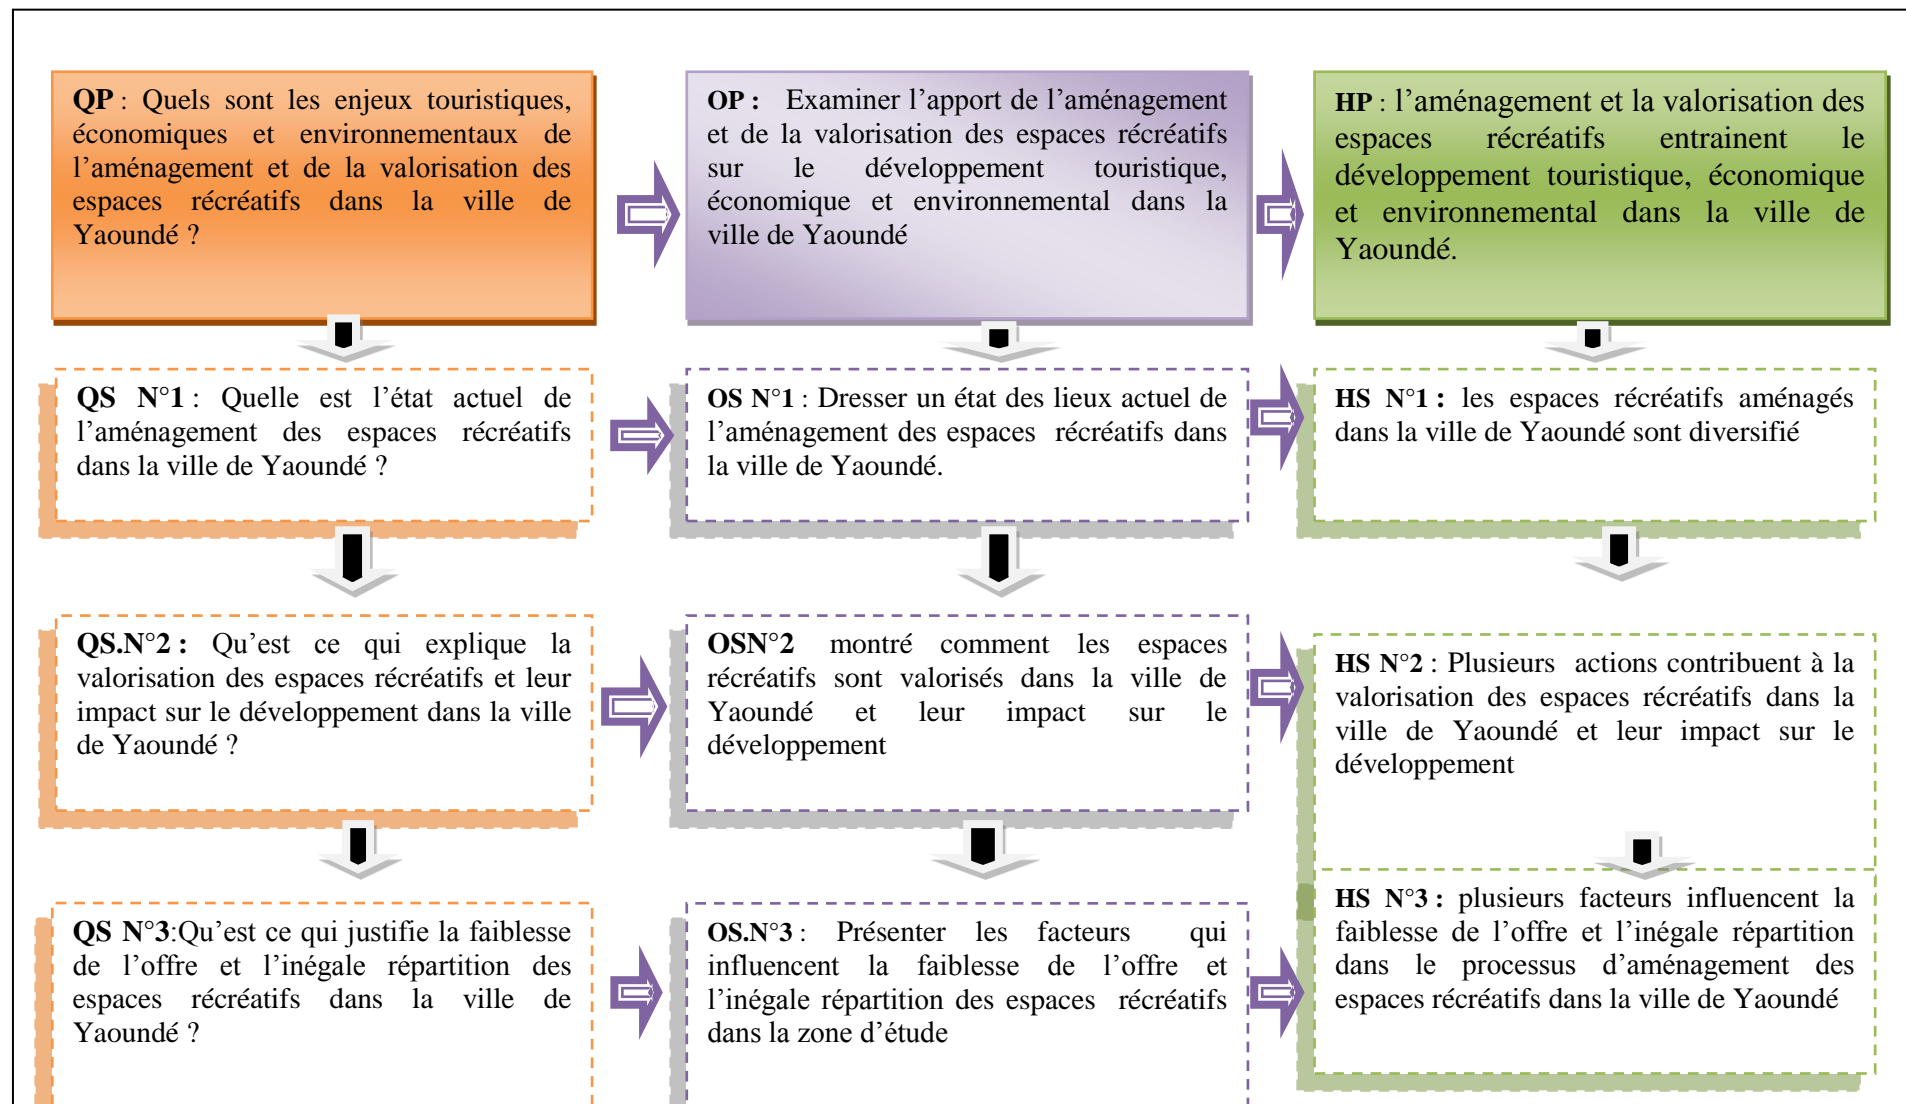 QP : Quels sont les enjeux touristiques,
économiques et environnementaux de
l’aménagement et de la valorisation des
espaces récréatifs dans la ville de
Yaoundé ?
OP : Examiner l’apport de l’aménagement
et de la valorisation des espaces récréatifs
sur le développement touristique,
économique et environnemental dans la
ville de Yaoundé
HP : l’aménagement et la valorisation des
espaces récréatifs entrainent le
développement touristique, économique
et environnemental dans la ville de
Yaoundé.
QS N°1 : Quelle est l’état actuel de
l’aménagement des espaces récréatifs
dans la ville de Yaoundé ?
OS N°1 : Dresser un état des lieux actuel de
l’aménagement des espaces récréatifs dans
la ville de Yaoundé.
HS N°1 : les espaces récréatifs aménagés
dans la ville de Yaoundé sont diversifié
QS.N°2 : Qu’est ce qui explique la
valorisation des espaces récréatifs et leur
impact sur le développement dans la ville
de Yaoundé ?
OSN°2 montré comment les espaces
récréatifs sont valorisés dans la ville de
Yaoundé et leur impact sur le
développement
HS N°2 : Plusieurs actions contribuent à la
valorisation des espaces récréatifs dans la
ville de Yaoundé et leur impact sur le
développement
QS N°3:Qu’est ce qui justifie la faiblesse
de l’offre et l’inégale répartition des
espaces récréatifs dans la ville de
Yaoundé ?
OS.N°3 : Présenter les facteurs qui
influencent la faiblesse de l’offre et
l’inégale répartition des espaces récréatifs
dans la zone d’étude
HS N°3 : plusieurs facteurs influencent la
faiblesse de l’offre et l’inégale répartition
dans le processus d’aménagement des
espaces récréatifs dans la ville de Yaoundé